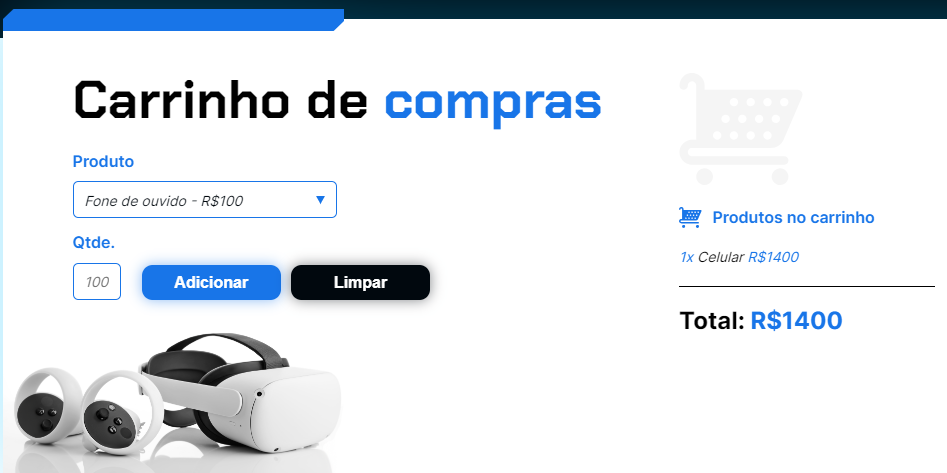 Carrinho de compras
Produto
Fone de ouvido - R$100
Qtde.
100
Adicionar
Limpar
Produtos no carrinho
1x Celular R$1400
Total: R$1400